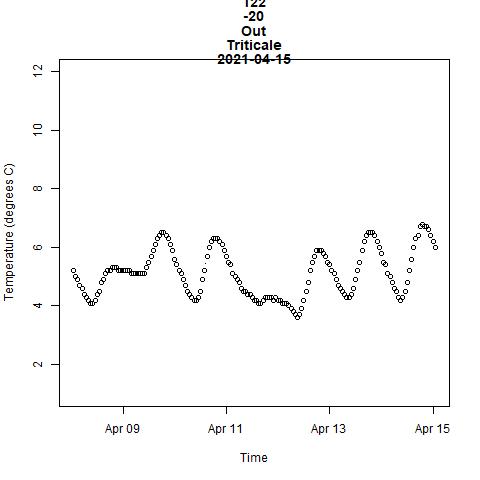 122
-20
Out
Triticale
2021-04-15
Temperature (degrees C)
12
10
8
6
4
2
Apr 09
Apr 11
Apr 13
Apr 15
Time